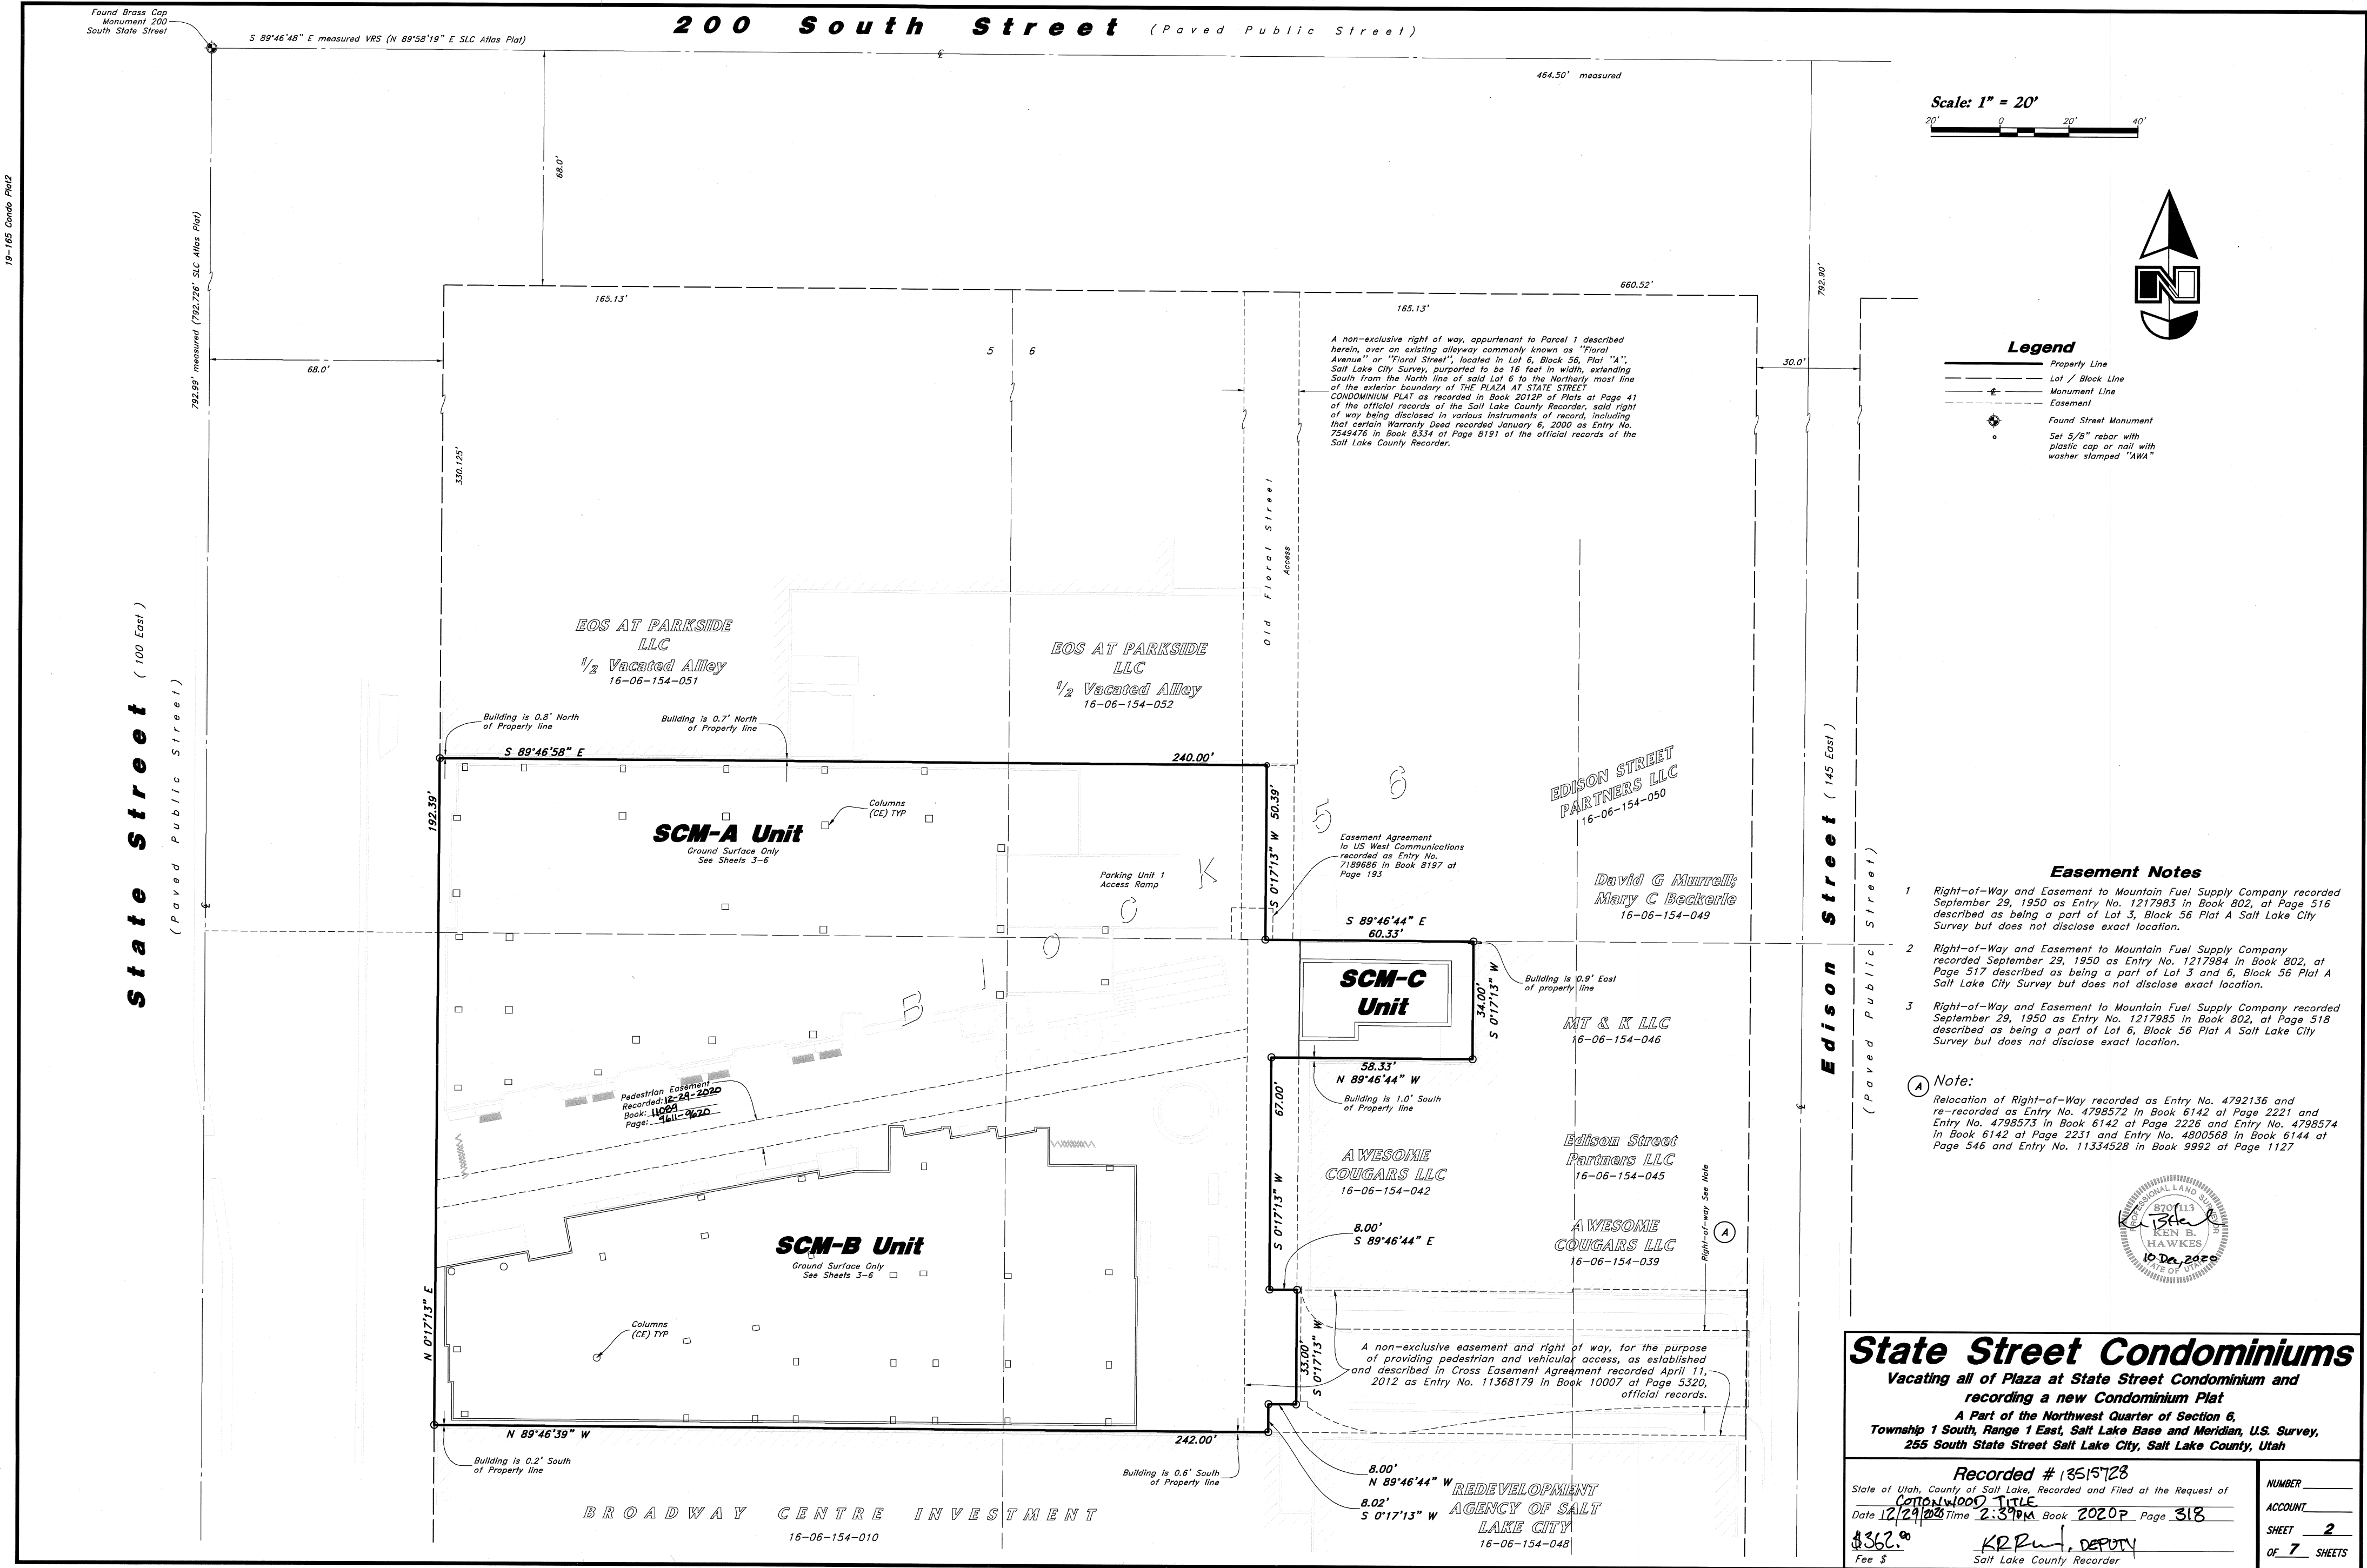 Found Brass Cap
Monument 200
South State Street
S 89°46'48" E measured VRS (N 89°58'19" E SLC Atlas Plat)
200 South Street (Paved Public Street)
464.50' measured
Scale: 1" = 20'
20' 0 20' 40'
19-165 Condo Plat2
68.0'
792.99' measured (792.726' SLC Atlas Plat)
68.0'
165.13'
165.13'
660.52'
792.90'
30.0'
330.125'
5 6
A non-exclusive right of way, appurtenant to Parcel 1 described
herein, over an existing alleyway commonly known as "Floral
Avenue" or "Floral Street", located in Lot 6, Block 56, Plat "A",
Salt Lake City Survey, purported to be 16 feet in width, extending
South from the North line of said Lot 6 to the Northerly most line
of the exterior boundary of THE PLAZA AT STATE STREET
CONDOMINIUM PLAT as recorded in Book 2012P of Plats at Page 41
of the official records of the Salt Lake County Recorder, said right
of way being disclosed in various instruments of record, including
that certain Warranty Deed recorded January 6, 2000 as Entry No.
7549476 in Book 8334 at Page 8191 of the official records of the
Salt Lake County Recorder.
N
Legend
Property Line
Lot / Block Line
Monument Line
Easement
Found Street Monument
Set 5/8" rebar with
plastic cap or nail with
washer stamped "AWA"
Old Floral Street
Access
State Street (100 East)
(Paved Public Street)
EOS AT PARKSIDE
LLC
1/2 Vacated Alley
16-06-154-051
EOS AT PARKSIDE
LLC
1/2 Vacated Alley
16-06-154-052
Building is 0.8' North
of Property line
Building is 0.7' North
of Property line
S 89°46'58" E
240.00'
192.39'
N 0°17'13" E
Columns
(CE) TYP
SCM-A Unit
Ground Surface Only
See Sheets 3-6
Parking Unit 1
Access Ramp
S 0°17'13" W 50.39'
BlOCK 56
Easement Agreement
to US West Communications
recorded as Entry No.
7189686 in Book 8197 at
Page 193
EDISON STREET
PARTNERS LLC
16-06-154-050
David G Murrell;
Mary C Beckerle
16-06-154-049
S 89°46'44" E
60.33'
SCM-C
Unit
34.00'
S 0°17'13" W
Building is 0.9' East
of property line
MT & K LLC
16-06-154-046
58.33'
N 89°46'44" W
Building is 1.0' South
of Property line
67.00'
S 0°17'13" W
Pedestrian Easement
Recorded: 12-29-2020
Book: 11089
Page: 9611-9620
AWESOME
COUGARS LLC
16-06-154-042
Edison Street
Partners LLC
16-06-154-045
8.00'
S 89°46'44" E
AWESOME
COUGARS LLC
16-06-154-039
Right-of-way See Note
A
SCM-B Unit
Ground Surface Only
See Sheets 3-6
Columns
(CE) TYP
33.00'
S 0°17'13" W
A non-exclusive easement and right of way, for the purpose
of providing pedestrian and vehicular access, as established
and described in Cross Easement Agreement recorded April 11,
2012 as Entry No. 11368179 in Book 10007 at Page 5320,
official records.
N 89°46'39" W
242.00'
Building is 0.2' South
of Property line
Building is 0.6' South
of Property line
8.00'
N 89°46'44" W
8.02'
S 0°17'13" W
BROADWAY CENTRE INVESTMENT
16-06-154-010
REDEVELOPMENT
AGENCY OF SALT
LAKE CITY
16-06-154-048
Edison Street (145 East)
(Paved Public Street)
Easement Notes
1 Right-of-Way and Easement to Mountain Fuel Supply Company recorded
September 29, 1950 as Entry No. 1217983 in Book 802, at Page 516
described as being a part of Lot 3, Block 56 Plat A Salt Lake City
Survey but does not disclose exact location.
2 Right-of-Way and Easement to Mountain Fuel Supply Company
recorded September 29, 1950 as Entry No. 1217984 in Book 802, at
Page 517 described as being a part of Lot 3 and 6, Block 56 Plat A
Salt Lake City Survey but does not disclose exact location.
3 Right-of-Way and Easement to Mountain Fuel Supply Company recorded
September 29, 1950 as Entry No. 1217985 in Book 802, at Page 518
described as being a part of Lot 6, Block 56 Plat A Salt Lake City
Survey but does not disclose exact location.
A Note:
Relocation of Right-of-Way recorded as Entry No. 4792136 and
re-recorded as Entry No. 4798572 in Book 6142 at Page 2221 and
Entry No. 4798573 in Book 6142 at Page 2226 and Entry No. 4798574
in Book 6142 at Page 2231 and Entry No. 4800568 in Book 6144 at
Page 546 and Entry No. 11334528 in Book 9992 at Page 1127
PROFESSIONAL LAND SURVEYOR
KEN B.
HAWKES
10 Dec, 2020
STATE OF UTAH
State Street Condominiums
Vacating all of Plaza at State Street Condominium and
recording a new Condominium Plat
A Part of the Northwest Quarter of Section 6,
Township 1 South, Range 1 East, Salt Lake Base and Meridian, U.S. Survey,
255 South State Street Salt Lake City, Salt Lake County, Utah
Recorded # 13515728
State of Utah, County of Salt Lake, Recorded and Filed at the Request of
COTTONWOOD TITLE
Date 12/29/2020 Time 2:39PM Book 2020P Page 318
$362.00
Fee $
DEPUTY
Salt Lake County Recorder
NUMBER
ACCOUNT
SHEET 2
OF 7 SHEETS